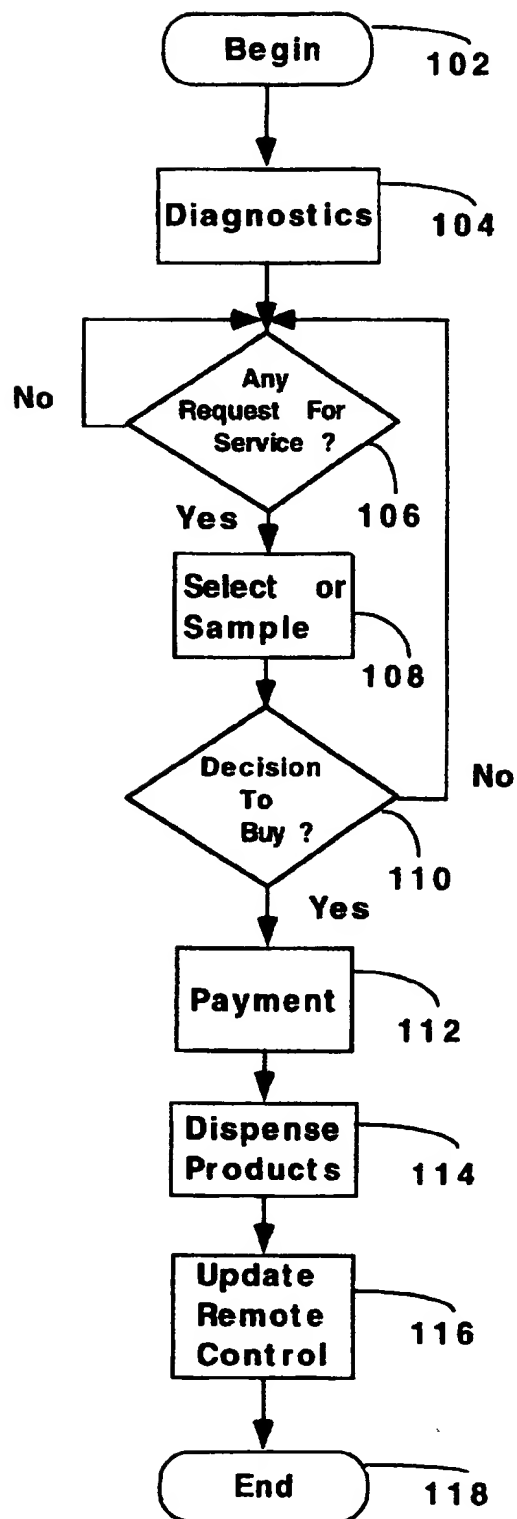 Begin
102
Diagnostics
104
Any
Request For
Service ?
No
106
Yes
Select or
Sample
108
Decision
To
Buy ?
No
110
Yes
Payment
112
Dispense
Products
114
Update
Remote
Control
116
End
118